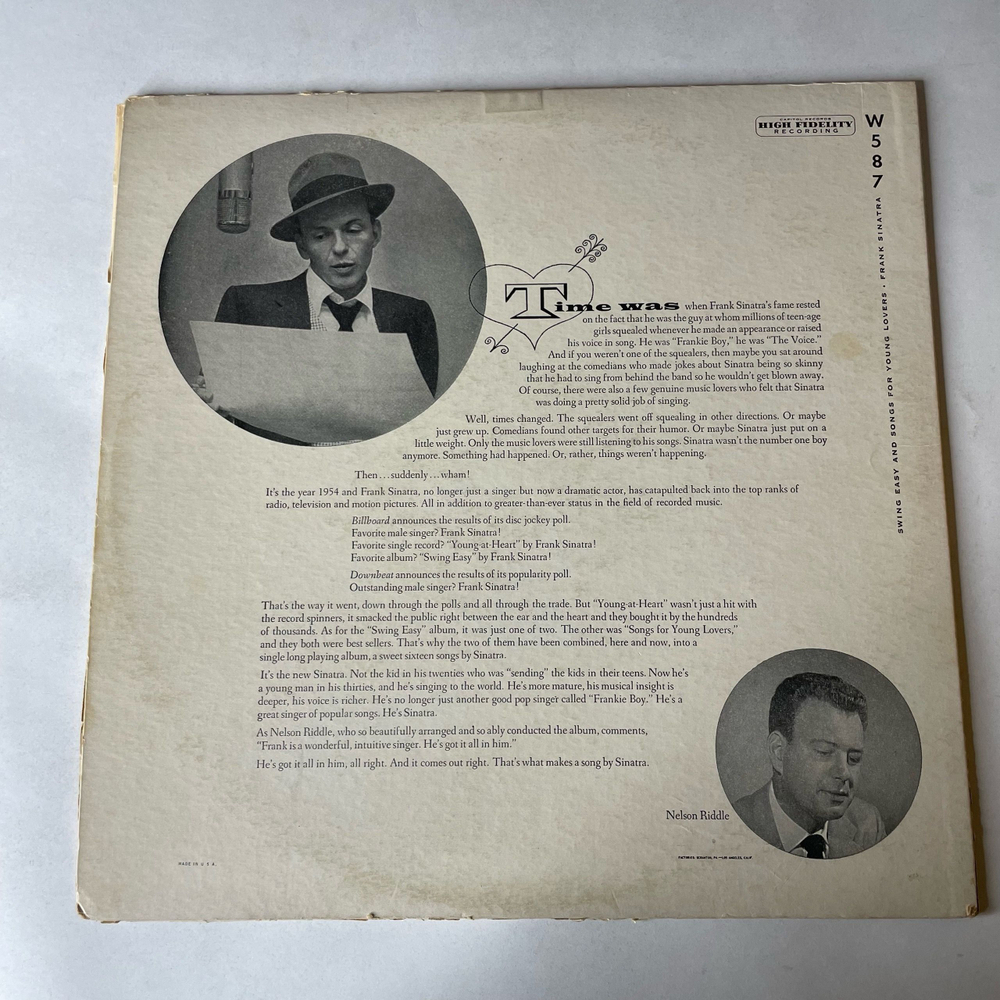 CAPITOL RECORDS
HIGH FIDELITY
RECORDING
W
5
8
7
SWING EASY AND SONGS FOR YOUNG LOVERS · FRANK SINATRA
Time was when Frank Sinatra's fame rested
on the fact that he was the guy at whom millions of teen-age
girls squealed whenever he made an appearance or raised
his voice in song. He was "Frankie Boy," he was "The Voice."
And if you weren't one of the squealers, then maybe you sat around
laughing at the comedians who made jokes about Sinatra being so skinny
that he had to sing from behind the band so he wouldn't get blown away.
Of course, there were also a few genuine music lovers who felt that Sinatra
was doing a pretty solid job of singing.
Well, times changed. The squealers went off squealing in other directions. Or maybe
just grew up. Comedians found other targets for their humor. Or maybe Sinatra just put on a
little weight. Only the music lovers were still listening to his songs. Sinatra wasn't the number one boy
anymore. Something had happened. Or, rather, things weren't happening.
Then...suddenly...wham!
It's the year 1954 and Frank Sinatra, no longer just a singer but now a dramatic actor, has catapulted back into the top ranks of
radio, television and motion pictures. All in addition to greater-than-ever status in the field of recorded music.
Billboard announces the results of its disc jockey poll.
Favorite male singer? Frank Sinatra!
Favorite single record? "Young-at-Heart" by Frank Sinatra!
Favorite album? "Swing Easy" by Frank Sinatra!
Downbeat announces the results of its popularity poll.
Outstanding male singer? Frank Sinatra!
That's the way it went, down through the polls and all through the trade. But "Young-at-Heart" wasn't just a hit with
the record spinners, it smacked the public right between the ear and the heart and they bought it by the hundreds
of thousands. As for the "Swing Easy" album, it was just one of two. The other was "Songs for Young Lovers,"
and they both were best sellers. That's why the two of them have been combined, here and now, into a
single long playing album, a sweet sixteen songs by Sinatra.
It's the new Sinatra. Not the kid in his twenties who was "sending" the kids in their teens. Now he's
a young man in his thirties, and he's singing to the world. He's more mature, his musical insight is
deeper, his voice is richer. He's no longer just another good pop singer called "Frankie Boy." He's a
great singer of popular songs. He's Sinatra.
As Nelson Riddle, who so beautifully arranged and so ably conducted the album, comments,
"Frank is a wonderful, intuitive singer. He's got it all in him."
He's got it all in him, all right. And it comes out right. That's what makes a song by Sinatra.
Nelson Riddle
MADE IN U.S.A.